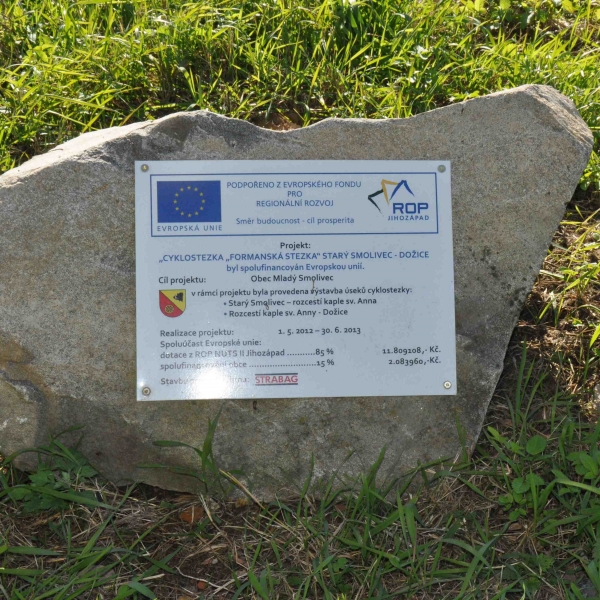 PODPOŘENO Z EVROPSKÉHO FONDU
PRO
REGIONÁLNÍ ROZVOJ
Směr budoucnost - cíl prosperita
EVROPSKÁ UNIE
ROP
JIHOZÁPAD
Projekt:
„CYKLOSTEZKA „FORMANSKÁ STEZKA" STARÝ SMOLIVEC - DOŽICE
byl spolufinancován Evropskou unií.
Cíl projektu: Obec Mladý Smolivec
v rámci projektu byla provedena výstavba úseků cyklostezky:
• Starý Smolivec – rozcestí kaple sv. Anna
• Rozcestí kaple sv. Anny - Dožice
Realizace projektu: 1. 5. 2012 – 30. 6. 2013
Spoluúčast Evropské unie:
dotace z ROP NUTS II Jihozápad ...........85 % 11.809108,-Kč.
spolufinancování obce ........................15 % 2.083960,-Kč.
STRABAG